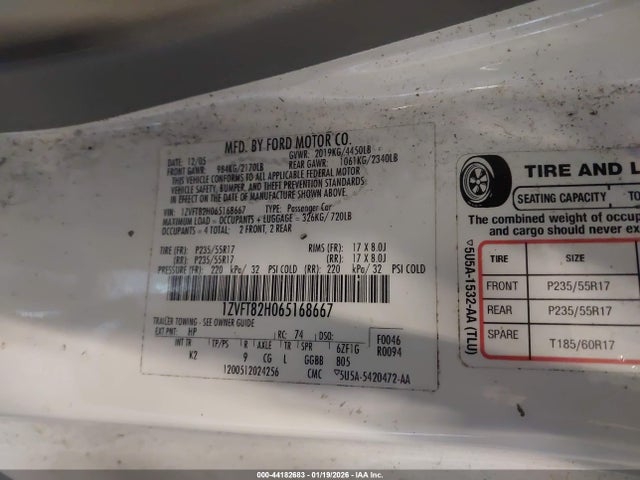 MFD. BY FORD MOTOR CO.
DATE: 12/05 GVWR: 2019KG/4450LB
FRONT GAWR: 984KG/2170LB REAR GAWR: 1061KG/2340LB
THIS VEHICLE CONFORMS TO ALL APPLICABLE FEDERAL MOTOR
VEHICLE SAFETY, BUMPER, AND THEFT PREVENTION STANDARDS
IN EFFECT ON THE DATE OF MANUFACTURE SHOWN ABOVE.
VIN: 1ZVFT82H065168667 TYPE: Passenger Car
MAXIMUM LOAD = OCCUPANTS + LUGGAGE = 326KG/720LB
OCCUPANTS = 4 TOTAL: 2 FRONT, 2 REAR
TIRE (FR): P235/55R17 RIMS (FR): 17 X 8.0J
(RR): P235/55R17 (RR): 17 X 8.0J
PRESSURE (FR): 220 kPa/ 32 PSI COLD (RR): 220 kPa/ 32 PSI COLD
1ZVFT82H065168667
TRAILER TOWING - SEE OWNER GUIDE
EXT PNT: HP RC: 74 DSO: F0046
INT TR TP/PS R AXLE TR SPR 6ZF1G R0094
K2 9 CG L GGBB B05
1200512024256 CMC ▽5U5A-5420472-AA
TIRE AND L
SEATING CAPACITY TO
The combined weight of occup
and cargo should never ex
TIRE SIZE
FRONT P235/55R17
REAR P235/55R17
SPARE T185/60R17
▽5U5A-1532-AA (TLU)
000-44182683 - 01/19/2026 - IAA Inc.